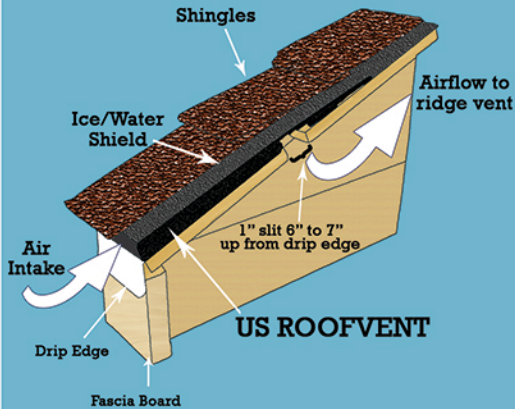 Shingles
Airflow to
ridge vent
Ice/Water
Shield
1” slit 6” to 7”
up from drip edge
Air
Intake
US ROOFVENT
Drip Edge
Fascia Board